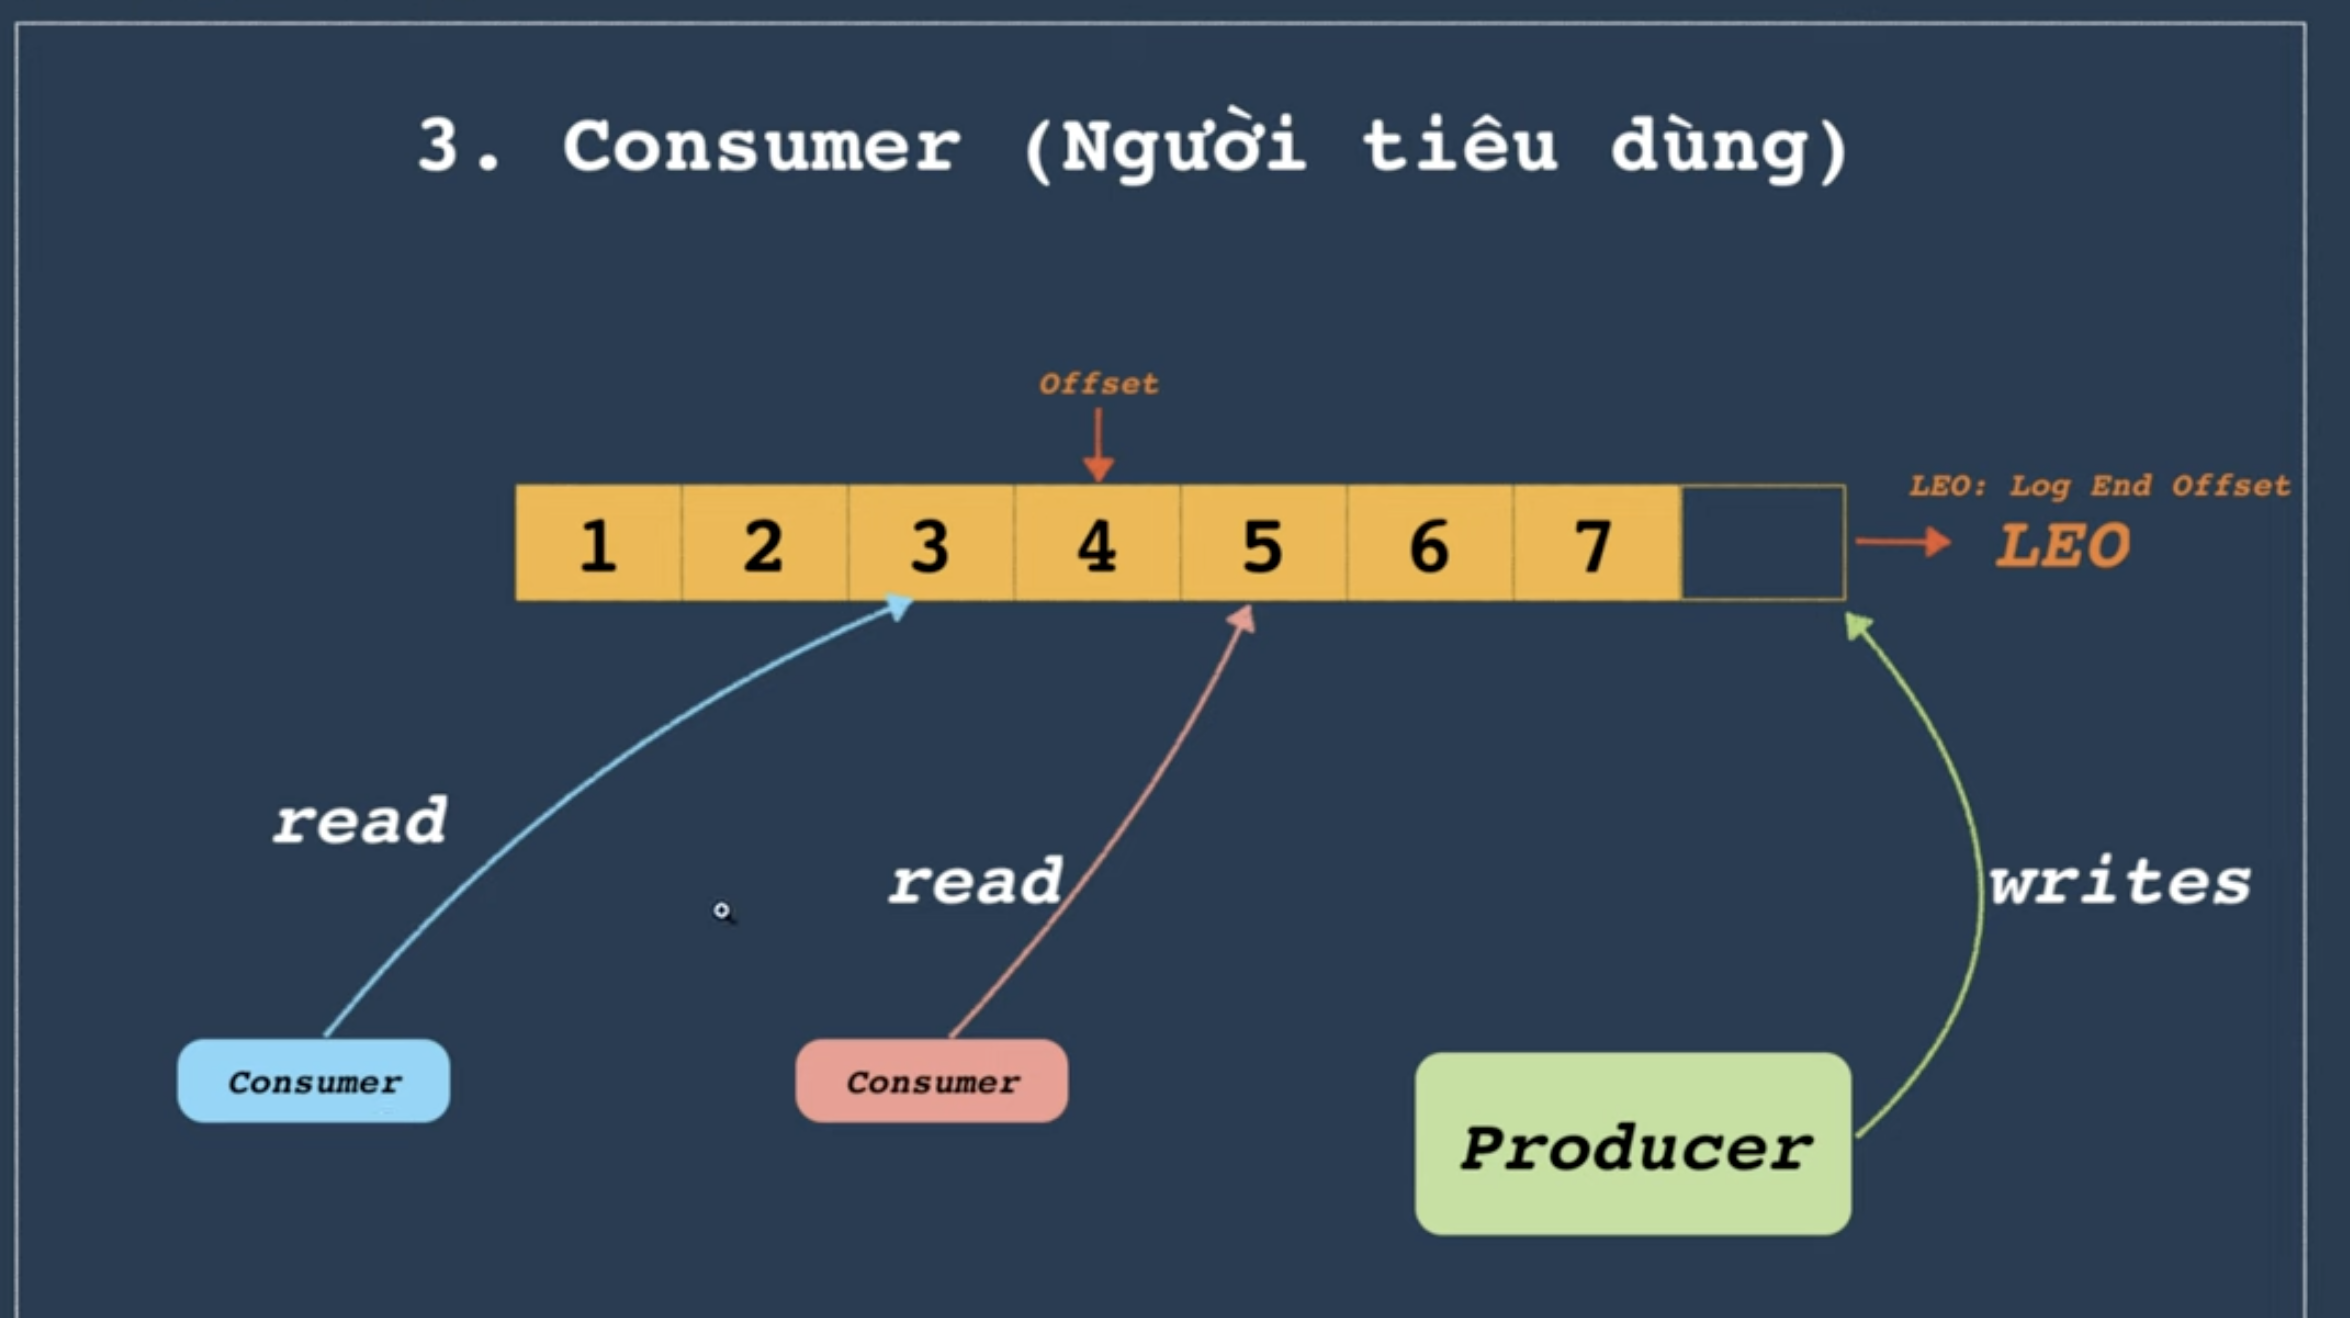 3. Consumer (Người tiêu dùng)
Offset
LEO: Log End Offset
1 2 3 4 5 6 7
LEO
read
read
writes
Consumer
Consumer
Producer